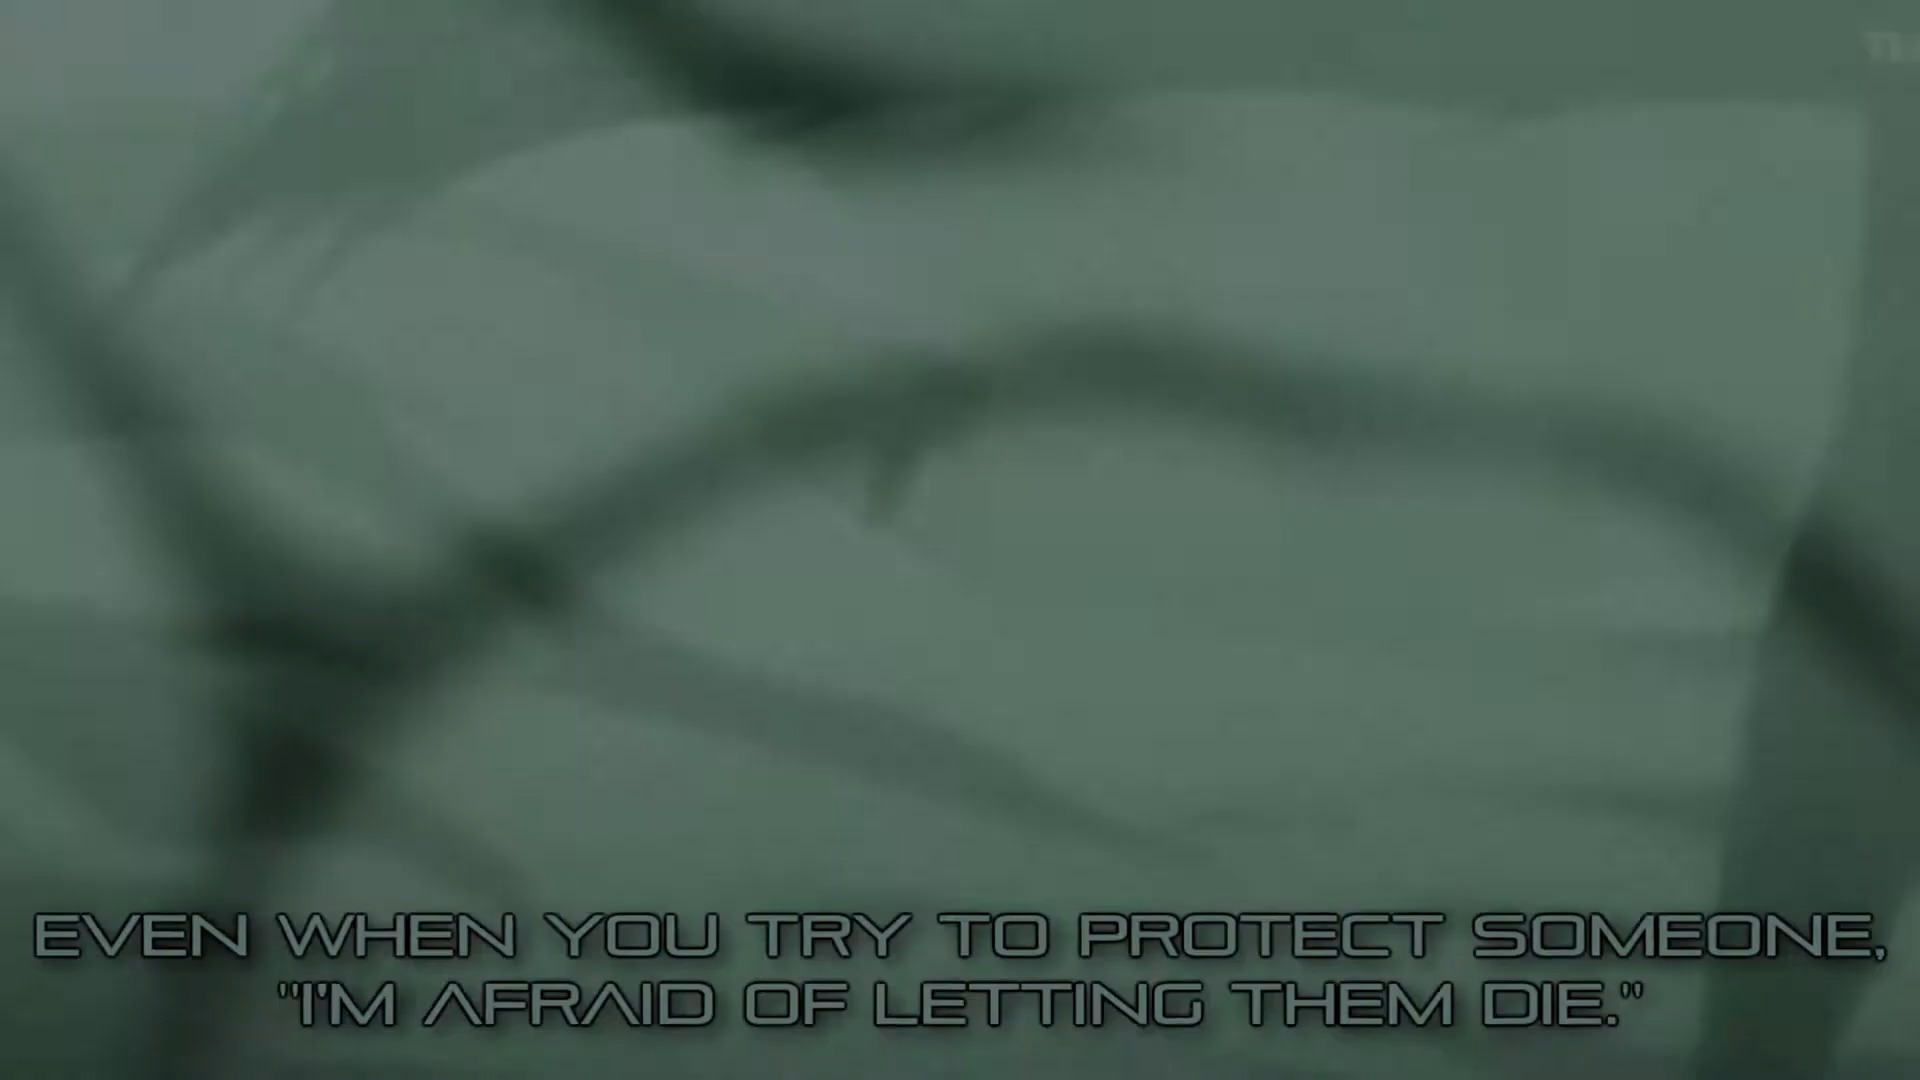 EVEN WHEN YOU TRY TO PROTECT SOMEONE,
"I'M AFRAID OF LETTING THEM DIE."